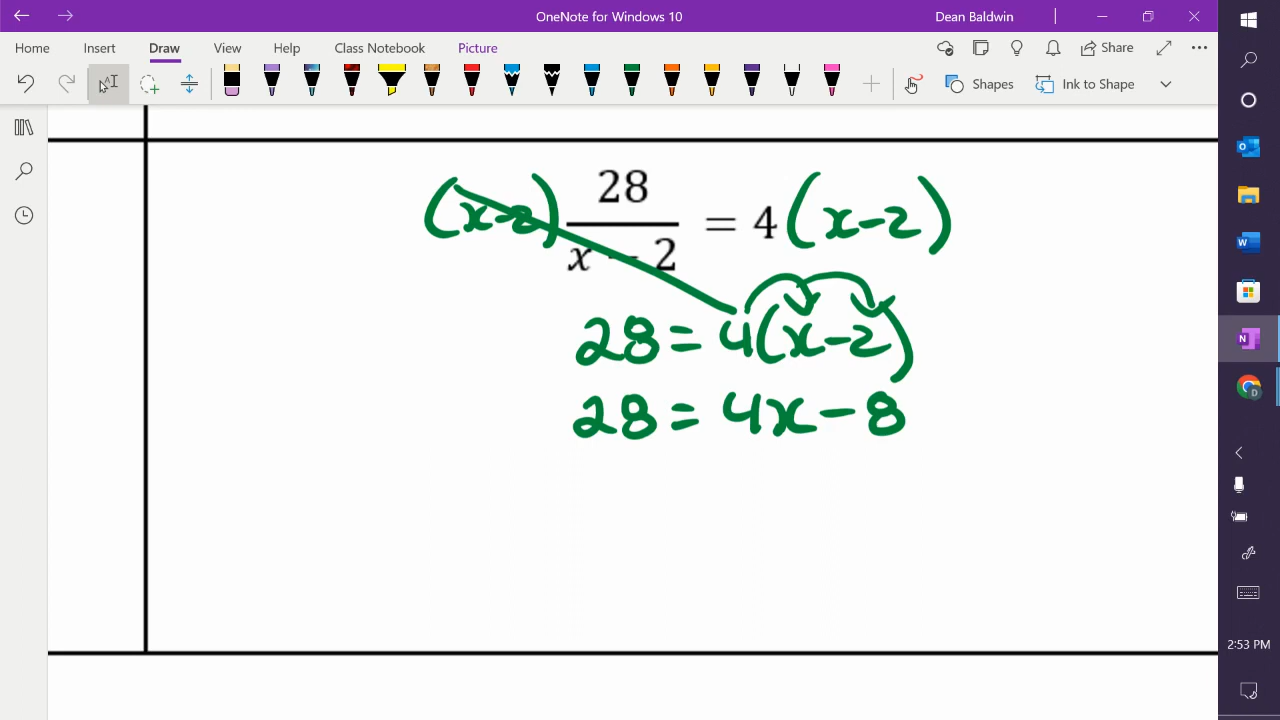 OneNote for Windows 10
Dean Baldwin
Home Insert Draw View Help Class Notebook Picture
Share
Shapes Ink to Shape
(x-2) 28/(x − 2) = 4 (x-2)
28 = 4(x-2)
28 = 4x - 8
2:53 PM